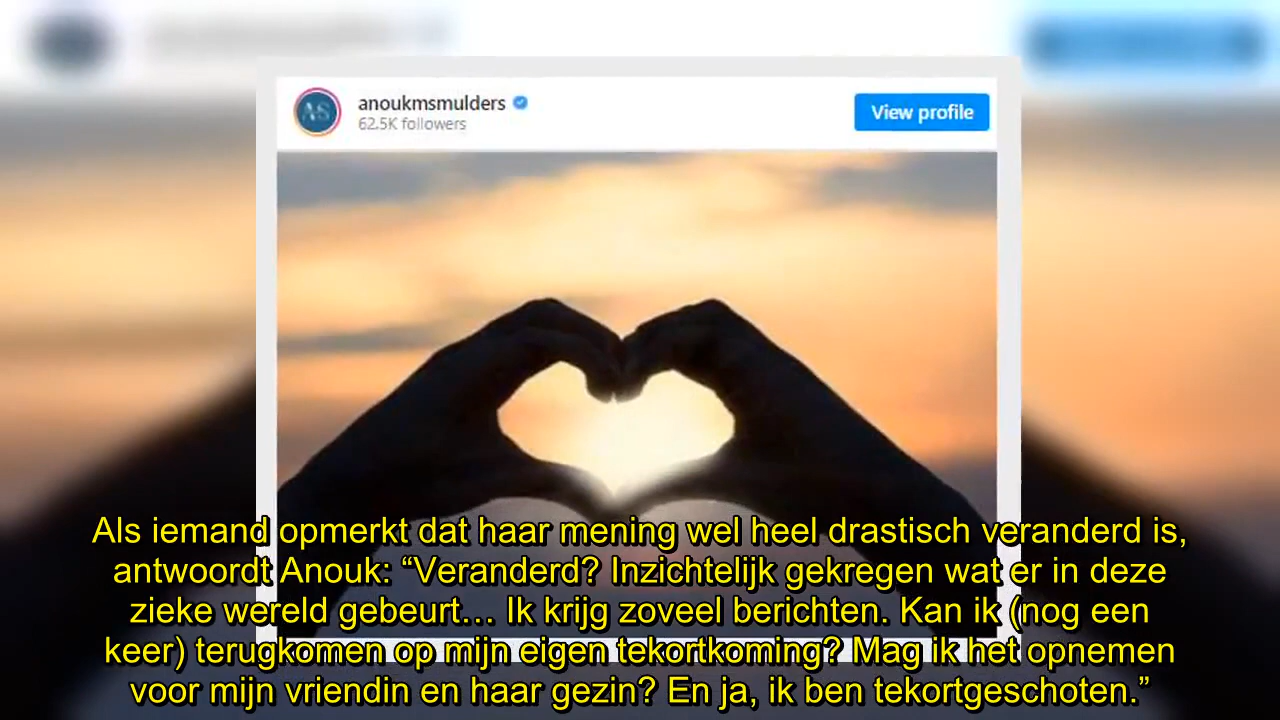 anoukmsmulders
62.5K followers
View profile
AS
Als iemand opmerkt dat haar mening wel heel drastisch veranderd is,
antwoordt Anouk: “Veranderd? Inzichtelijk gekregen wat er in deze
zieke wereld gebeurt… Ik krijg zoveel berichten. Kan ik (nog een
keer) terugkomen op mijn eigen tekortkoming? Mag ik het opnemen
voor mijn vriendin en haar gezin? En ja, ik ben tekortgeschoten.”